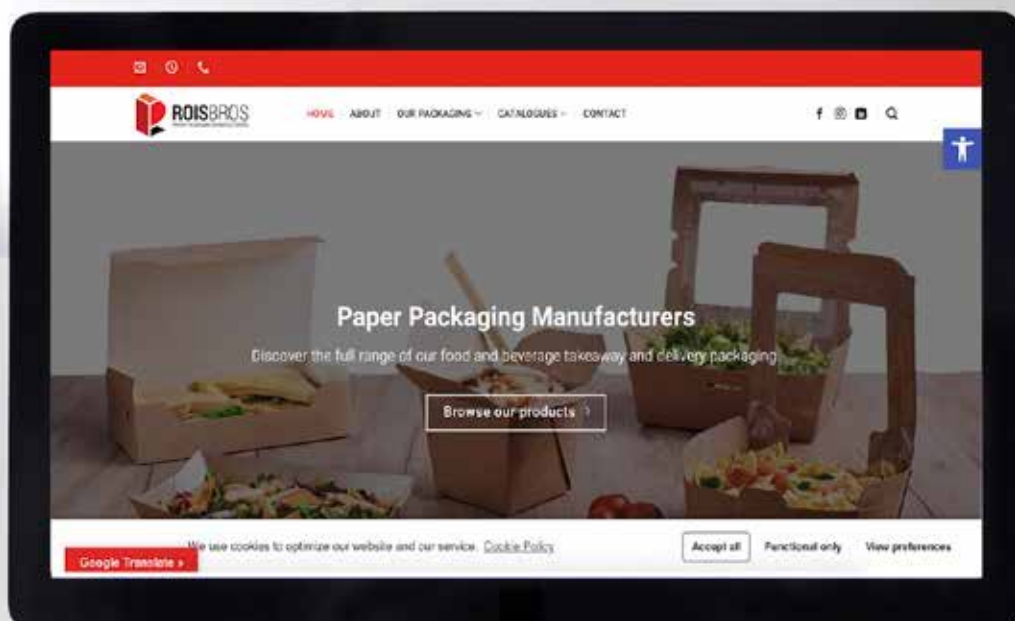 ROISBROS
HOME ABOUT OUR PACKAGING CATALOGUES CONTACT
Paper Packaging Manufacturers
Discover the full range of our food and beverage takeaway and delivery packaging
Browse our products
We use cookies to optimize our website and our service. Cookie Policy
Accept all Functional only View preferences
Google Translate »